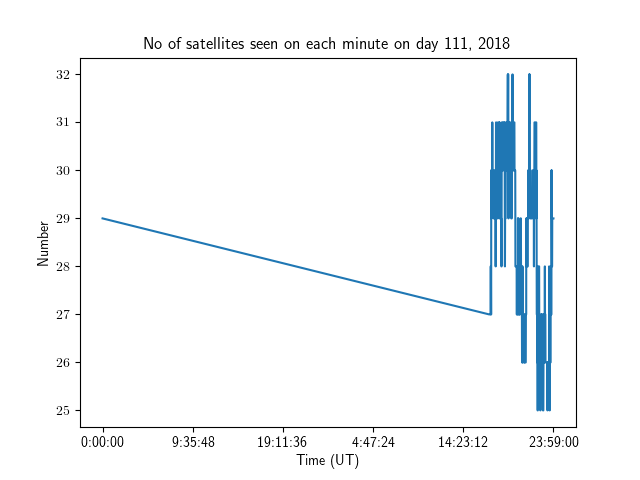 No of satellites seen on each minute on day 111, 2018
32
31
30
29
28
27
26
25
Number
0:00:00 9:35:48 19:11:36 4:47:24 14:23:12 23:59:00
Time (UT)